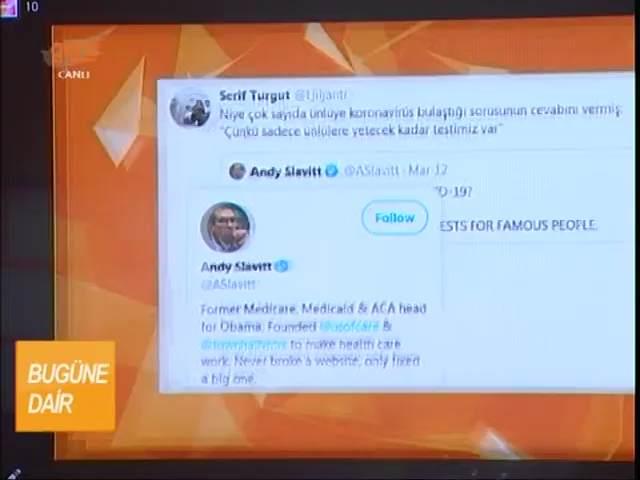 10
CANLI
Serif Turgut
Niye çok sayıda ünlüye koronavirüs bulaştığı sorusunun cevabını vermiş:
"Çünkü sadece ünlülere yetecek kadar testimiz var"
Andy Slavitt @ASlavitt · Mar 12
D-19?
ESTS FOR FAMOUS PEOPLE.
Follow
Andy Slavitt
@ASlavitt
Former Medicare, Medicaid & ACA head
for Obama. Founded @usofcare &
to make health care
work. Never broke a website, only fixed
a big one.
BUGÜNE
DAİR